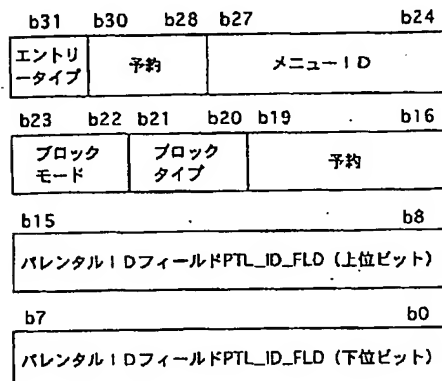 b31 b30 b28 b27 b24
エントリ
ータイプ 予約 メニューID
b23 b22 b21 b20 b19 b16
ブロック
モード ブロック
タイプ 予約
b15 b8
パレンタルIDフィールドPTL_ID_FLD (上位ビット)
b7 b0
パレンタルIDフィールドPTL_ID_FLD (下位ビット)